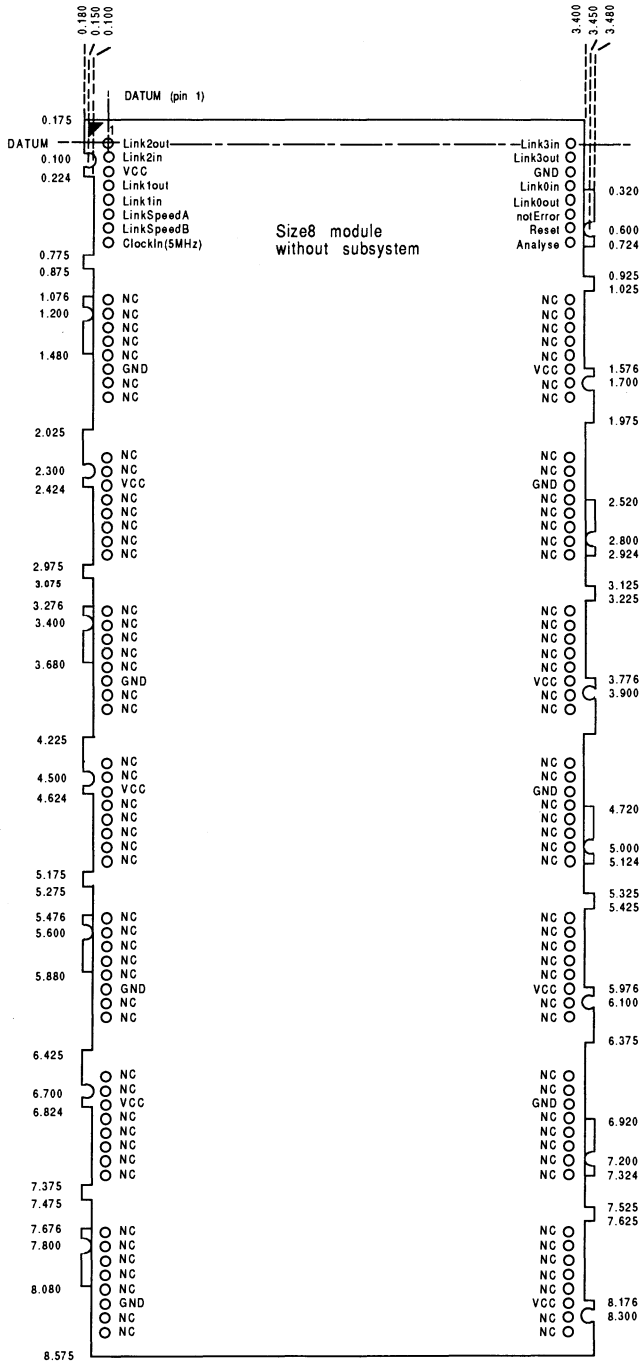 0.180
0.150
0.100
3.400
3.450
3.480
DATUM (pin 1)
0.175
1
DATUM
Link2out
Link3in
0.100
Link2in
Link3out
0.224
VCC
GND
Link1out
Link0in
0.320
Link1in
Link0out
LinkSpeedA
notError
LinkSpeedB
Reset
0.600
ClockIn(5MHz)
Analyse
0.724
Size8 module
without subsystem
0.775
0.875
0.925
1.025
1.076
NC
NC
1.200
NC
NC
NC
NC
NC
NC
1.480
NC
NC
GND
VCC
1.576
NC
NC
1.700
NC
NC
1.975
2.025
NC
NC
2.300
NC
NC
2.424
VCC
GND
NC
NC
2.520
NC
NC
NC
NC
NC
NC
2.800
NC
NC
2.924
2.975
3.075
3.125
3.225
3.276
NC
NC
3.400
NC
NC
NC
NC
NC
NC
3.680
NC
NC
GND
VCC
3.776
NC
NC
3.900
NC
NC
4.225
NC
NC
4.500
NC
NC
4.624
VCC
GND
NC
NC
4.720
NC
NC
NC
NC
NC
NC
5.000
NC
NC
5.124
5.175
5.275
5.325
5.425
5.476
NC
NC
5.600
NC
NC
NC
NC
NC
NC
5.880
NC
NC
GND
VCC
5.976
NC
NC
6.100
NC
NC
6.375
6.425
NC
NC
6.700
NC
NC
6.824
VCC
GND
NC
NC
6.920
NC
NC
NC
NC
NC
NC
7.200
NC
NC
7.324
7.375
7.475
7.525
7.625
7.676
NC
NC
7.800
NC
NC
NC
NC
NC
NC
8.080
NC
NC
GND
VCC
8.176
NC
NC
8.300
NC
NC
8.575